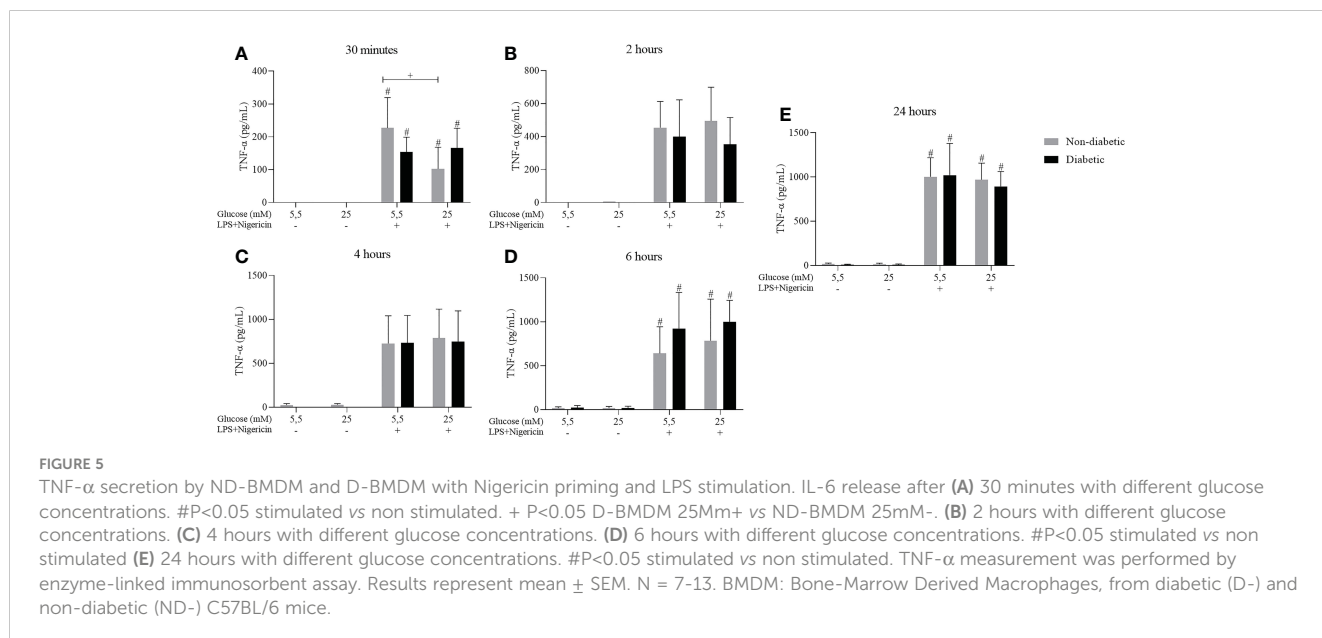 A
30 minutes
+
400
300
200
100
0
TNF-α (pg/mL)
# # # #
Glucose (mM) 5,5 25 5,5 25
LPS+Nigericin - - + +
B
2 hours
800
600
400
200
0
TNF-α (pg/mL)
Glucose (mM) 5,5 25 5,5 25
LPS+Nigericin - - + +
C
4 hours
1500
1000
500
0
TNF-α (pg/mL)
Glucose (mM) 5,5 25 5,5 25
LPS+Nigericin - - + +
D
6 hours
1500
1000
500
0
TNF-α (pg/mL)
# # # #
Glucose (mM) 5,5 25 5,5 25
LPS+Nigericin - - + +
E
24 hours
1500
1000
500
0
TNF-α (pg/mL)
# # # #
Glucose (mM) 5,5 25 5,5 25
LPS+Nigericin - - + +
Non-diabetic
Diabetic
FIGURE 5
TNF-α secretion by ND-BMDM and D-BMDM with Nigericin priming and LPS stimulation. IL-6 release after (A) 30 minutes with different glucose
concentrations. #P<0.05 stimulated vs non stimulated. + P<0.05 D-BMDM 25Mm+ vs ND-BMDM 25mM-. (B) 2 hours with different glucose
concentrations. (C) 4 hours with different glucose concentrations. (D) 6 hours with different glucose concentrations. #P<0.05 stimulated vs non
stimulated (E) 24 hours with different glucose concentrations. #P<0.05 stimulated vs non stimulated. TNF-α measurement was performed by
enzyme-linked immunosorbent assay. Results represent mean ± SEM. N = 7-13. BMDM: Bone-Marrow Derived Macrophages, from diabetic (D-) and
non-diabetic (ND-) C57BL/6 mice.